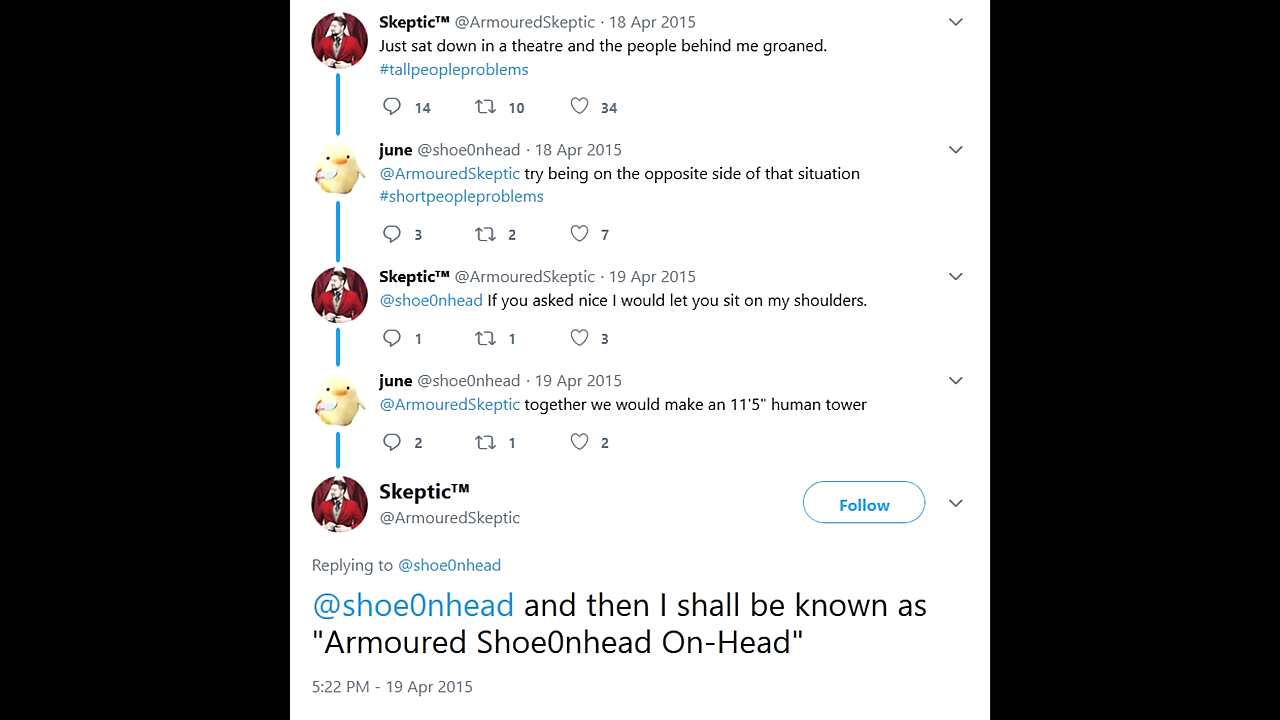 Skeptic™ @ArmouredSkeptic · 18 Apr 2015
Just sat down in a theatre and the people behind me groaned.
#tallpeopleproblems
14 10 34
june @shoe0nhead · 18 Apr 2015
@ArmouredSkeptic try being on the opposite side of that situation
#shortpeopleproblems
3 2 7
Skeptic™ @ArmouredSkeptic · 19 Apr 2015
@shoe0nhead If you asked nice I would let you sit on my shoulders.
1 1 3
june @shoe0nhead · 19 Apr 2015
@ArmouredSkeptic together we would make an 11'5" human tower
2 1 2
Skeptic™
@ArmouredSkeptic
Follow
Replying to @shoe0nhead
@shoe0nhead and then I shall be known as
"Armoured Shoe0nhead On-Head"
5:22 PM - 19 Apr 2015